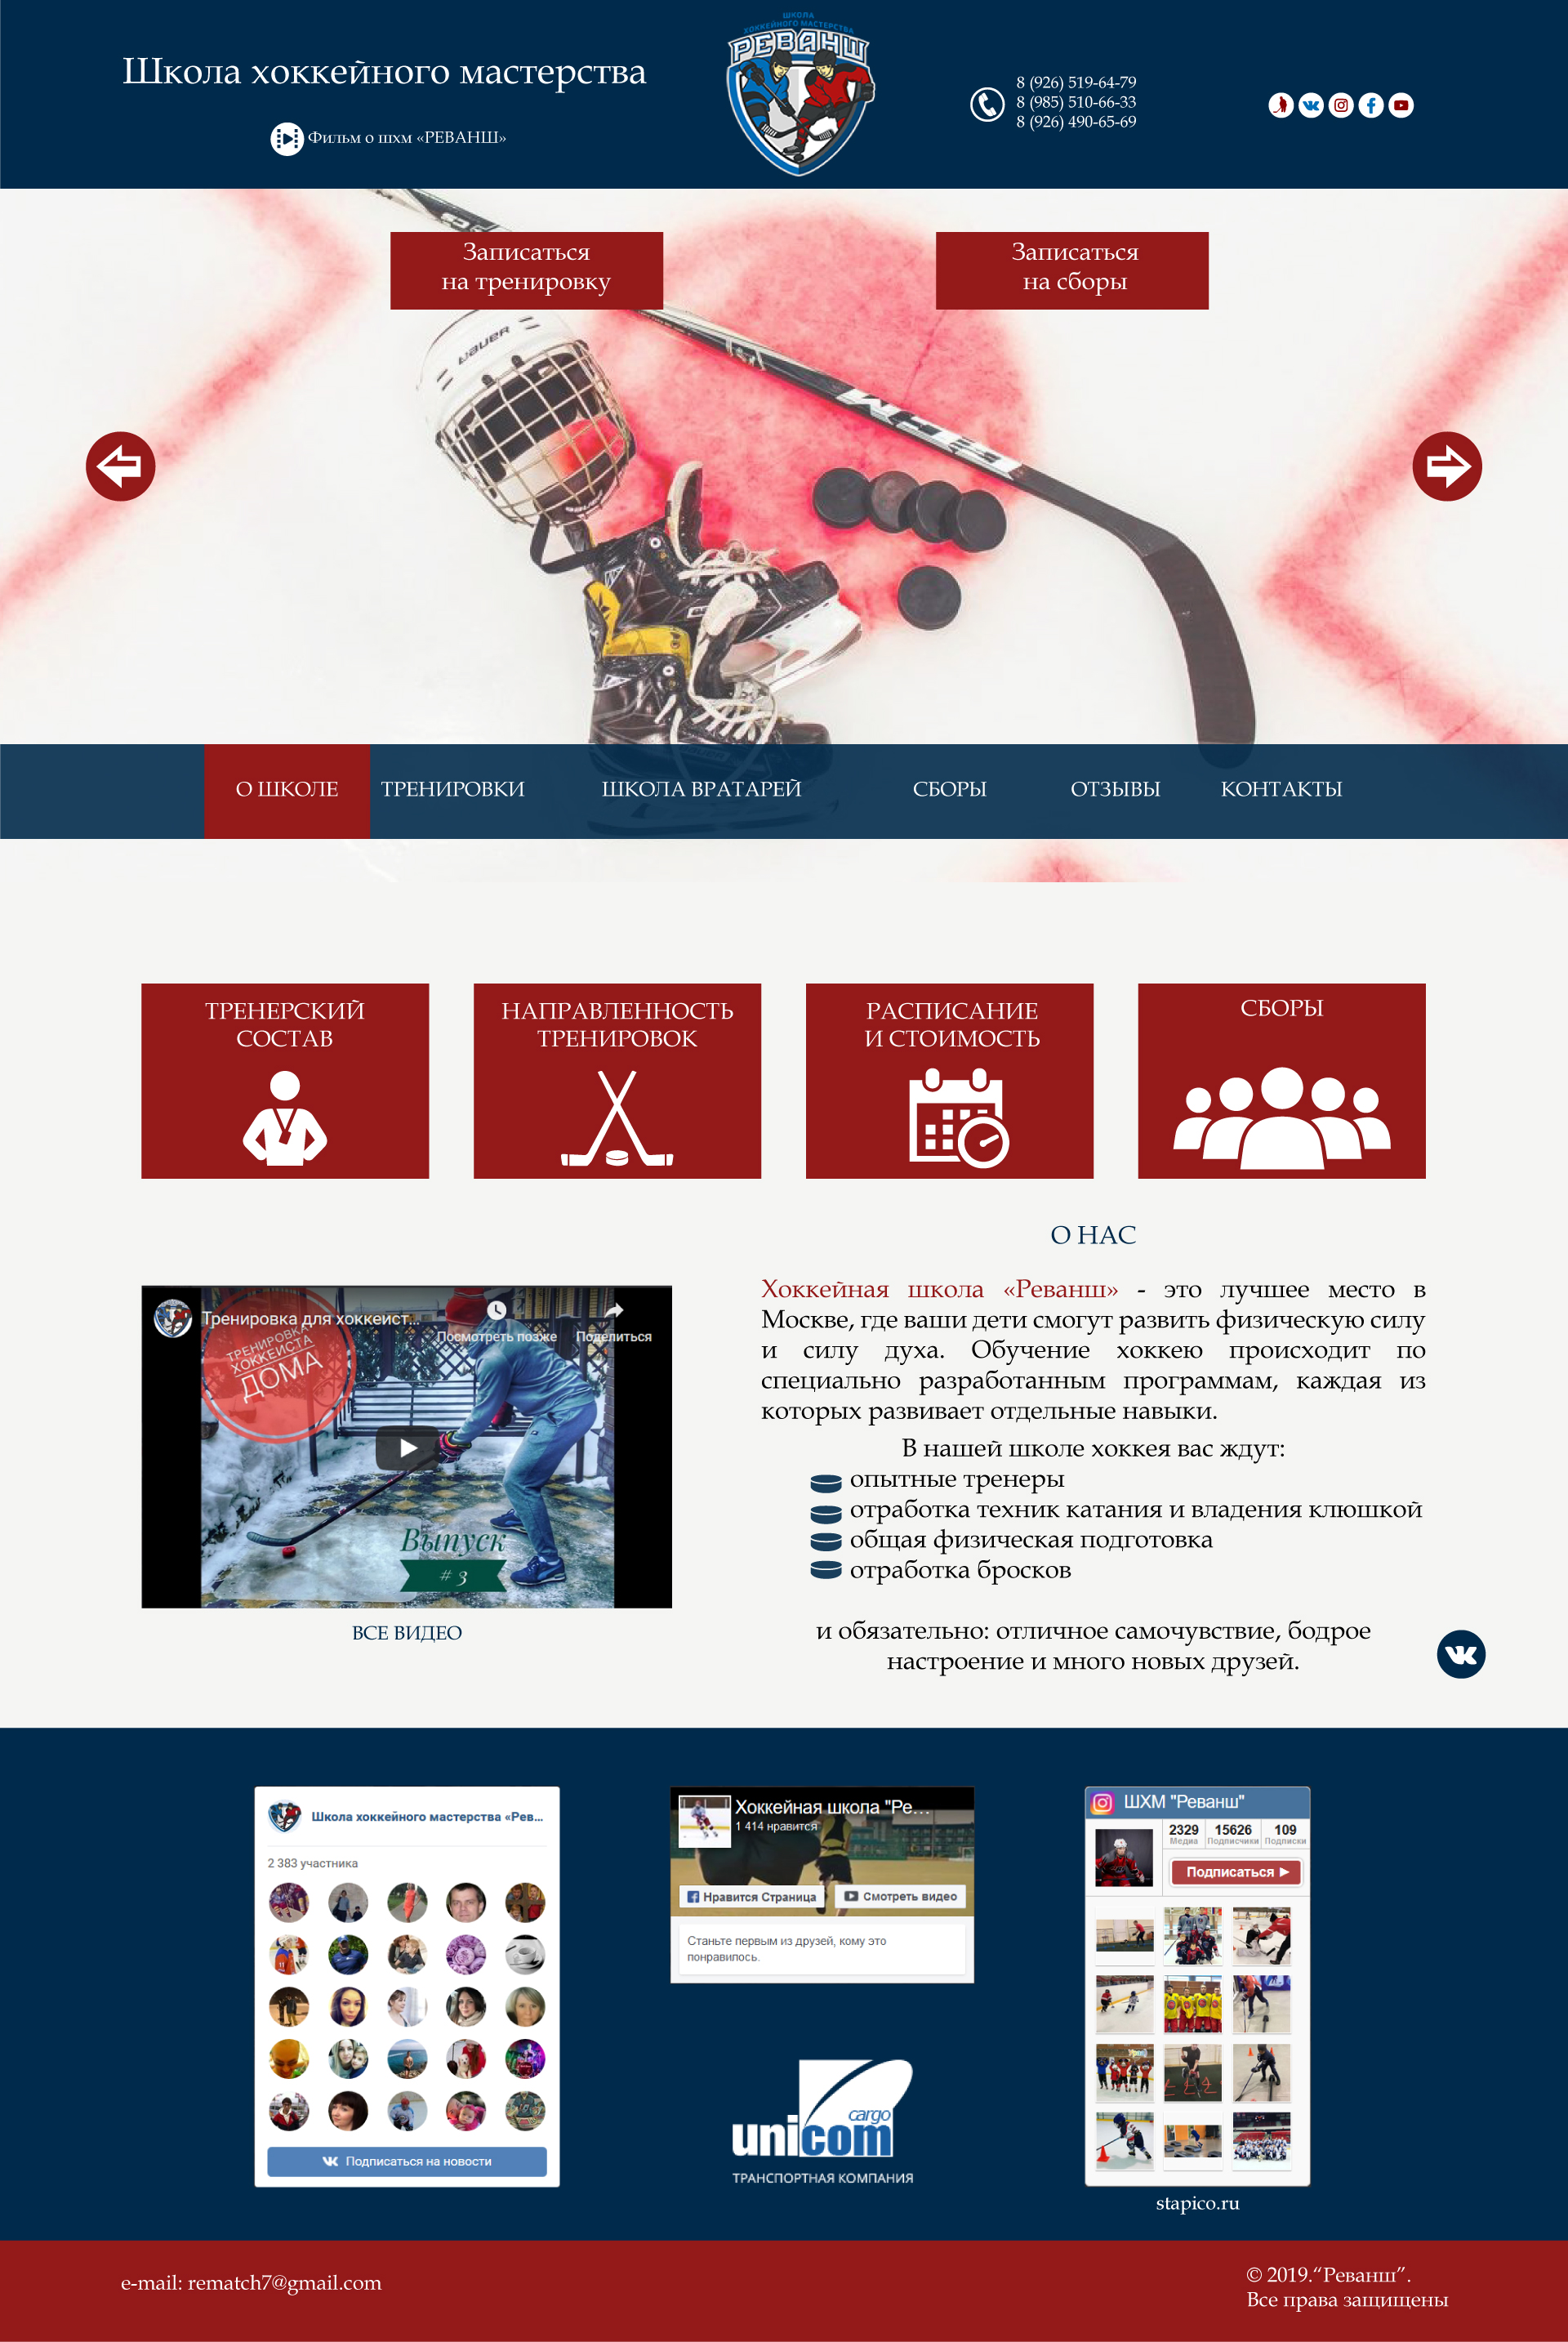 Школа хоккейного мастерства
Фильм о шхм «РЕВАНШ»
ШКОЛА
ХОККЕЙНОГО МАСТЕРСТВА
РЕВАНШ
8 (926) 519-64-79
8 (985) 510-66-33
8 (926) 490-65-69
Записаться
на тренировку
Записаться
на сборы
BAUER
О ШКОЛЕ
ТРЕНИРОВКИ
ШКОЛА ВРАТАРЕЙ
СБОРЫ
ОТЗЫВЫ
КОНТАКТЫ
ТРЕНЕРСКИЙ
СОСТАВ
НАПРАВЛЕННОСТЬ
ТРЕНИРОВОК
РАСПИСАНИЕ
И СТОИМОСТЬ
СБОРЫ
Тренировка для хоккеист...
Посмотреть позже
Поделиться
ТРЕНИРОВКА
ХОККЕИСТА
ДОМА
Выпуск
# 3
ВСЕ ВИДЕО
О НАС
Хоккейная школа «Реванш» - это лучшее место в
Москве, где ваши дети смогут развить физическую силу
и силу духа. Обучение хоккею происходит по
специально разработанным программам, каждая из
которых развивает отдельные навыки.
В нашей школе хоккея вас ждут:
опытные тренеры
отработка техник катания и владения клюшкой
общая физическая подготовка
отработка бросков
и обязательно: отличное самочувствие, бодрое
настроение и много новых друзей.
Школа хоккейного мастерства «Рев...
2 383 участника
Подписаться на новости
Хоккейная школа "Ре...
1 414 нравится
Нравится Страница
Смотреть видео
Станьте первым из друзей, кому это
понравилось.
cargo
unicom
ТРАНСПОРТНАЯ КОМПАНИЯ
ШХМ "Реванш"
2329 15626 109
Медиа Подписчики Подписки
Подписаться
stapico.ru
e-mail: rematch7@gmail.com
© 2019.“Реванш”.
Все права защищены